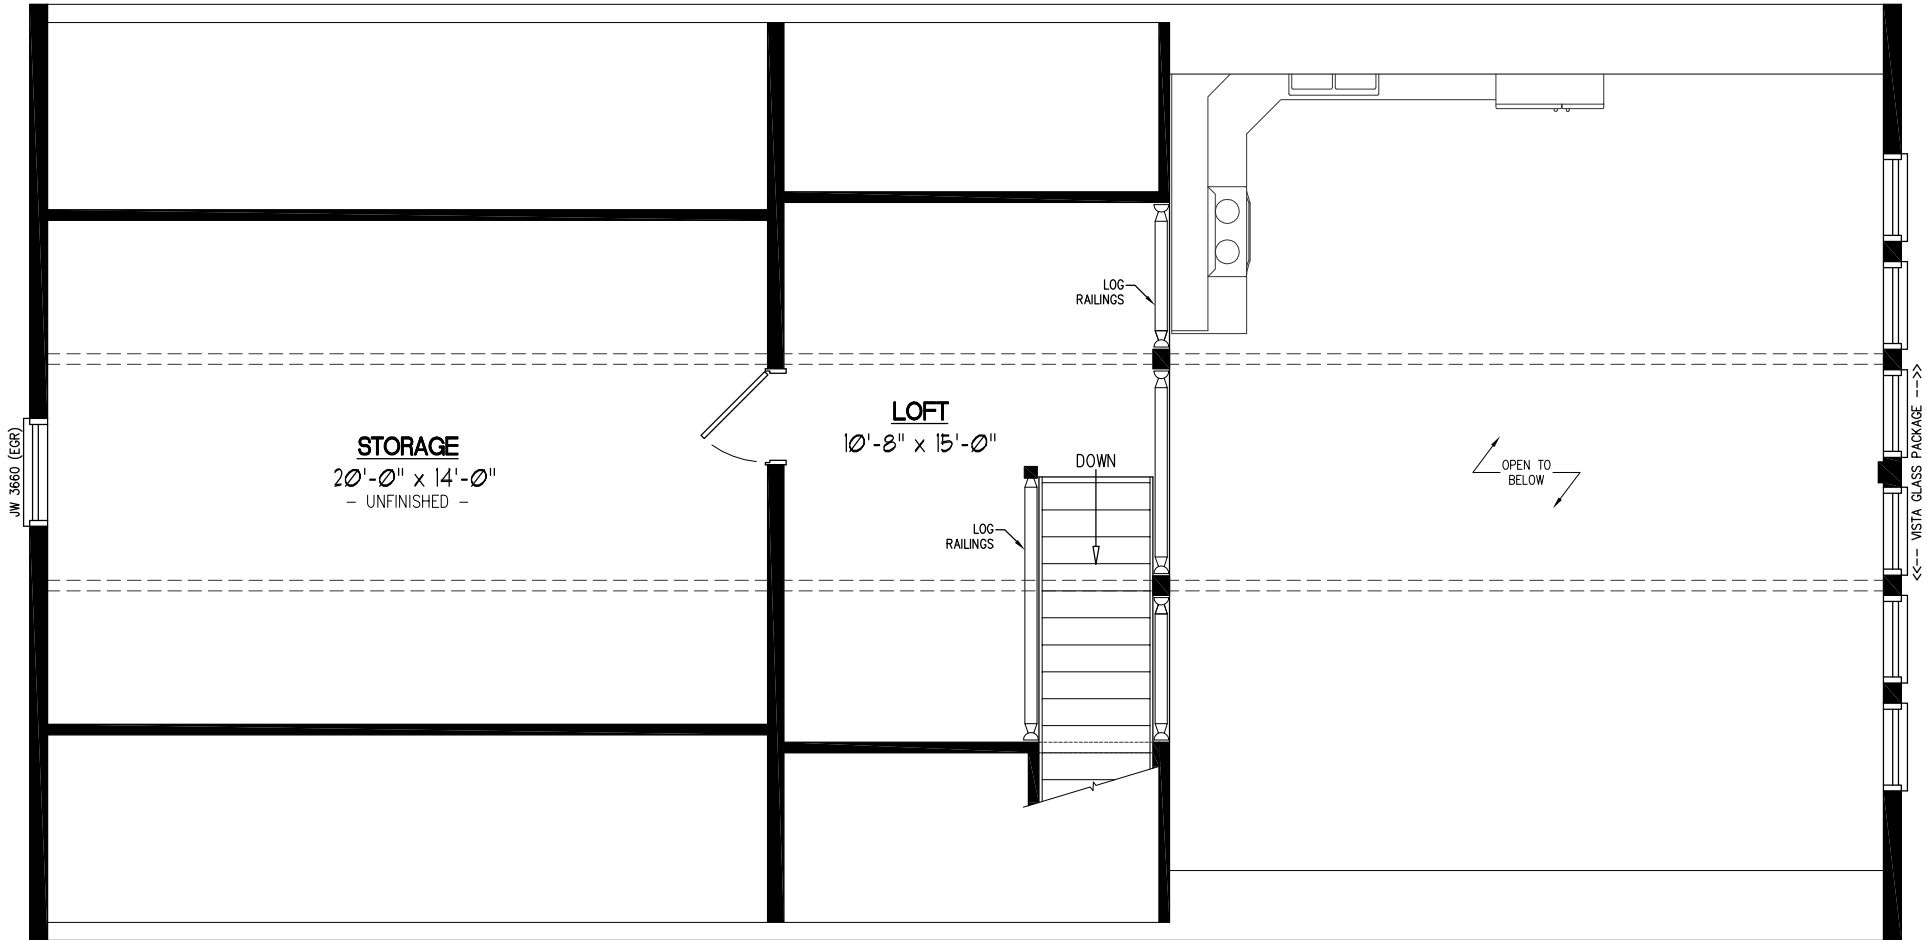 LOG
RAILINGS
STORAGE
20'-0" x 14'-0"
- UNFINISHED -
LOFT
10'-8" x 15'-0"
DOWN
LOG
RAILINGS
OPEN TO
BELOW
JW 3660 (EGR)
<<--- VISTA GLASS PACKAGE --->>